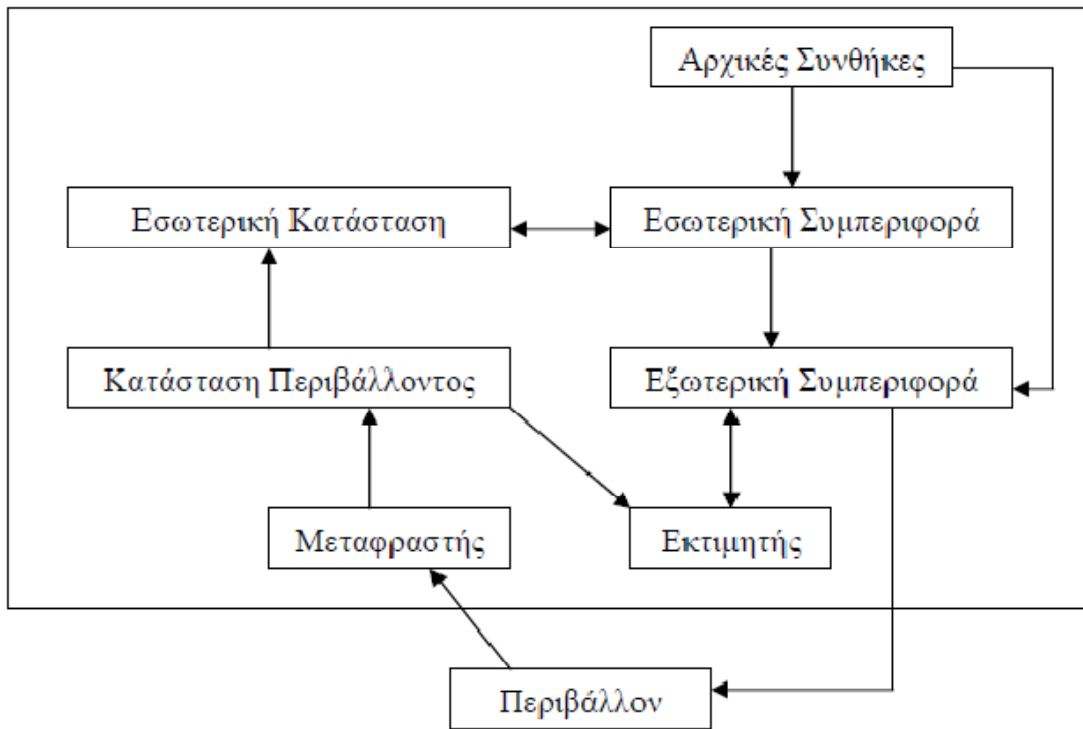 Αρχικές Συνθήκες
Εσωτερική Κατάσταση
Εσωτερική Συμπεριφορά
Κατάσταση Περιβάλλοντος
Εξωτερική Συμπεριφορά
Μεταφραστής
Εκτιμητής
Περιβάλλον